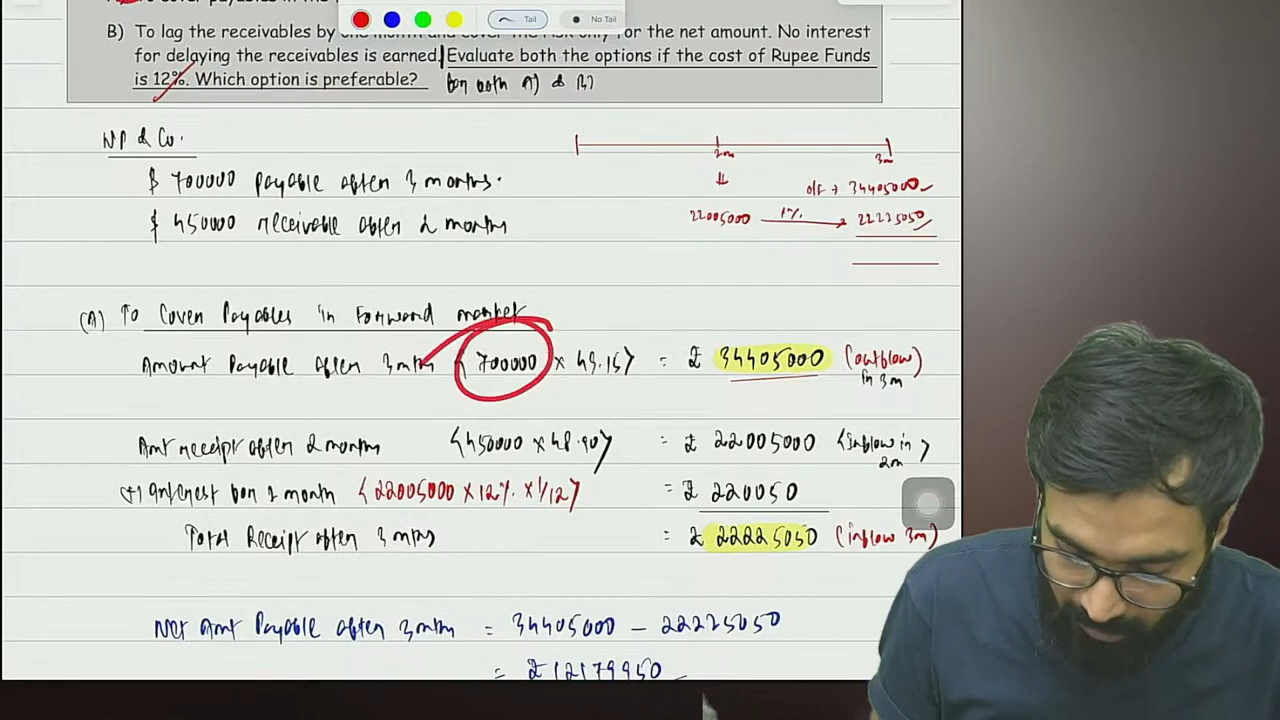 Tail
No Tail
B) To lag the receivables by one month and cover the risk only for the net amount. No interest
for delaying the receivables is earned. Evaluate both the options if the cost of Rupee Funds
is 12%. Which option is preferable? for both A) & B)
NP & Co.
2m
3m
$ 700000 payable after 3 months.
o/f → 34405000
$ 450000 receivable after 2 months
22005000 1% 22225050
(A) To Cover Payables in Forward market
Amount Payable after 3mths (700000 × 49.15) = ₹ 34405000 (outflow) in 3m
Amt receipt after 2 months (450000 × 48.90) = ₹ 22005000 (inflow in 2m)
(+) Interest for 1 month (22005000 × 12% × 1/12) = ₹ 220050
Total Receipt after 3 mths = ₹ 22225050 (inflow 3m)
Net Amt Payable after 3mths = 34405000 - 22225050
= ₹ 12179950